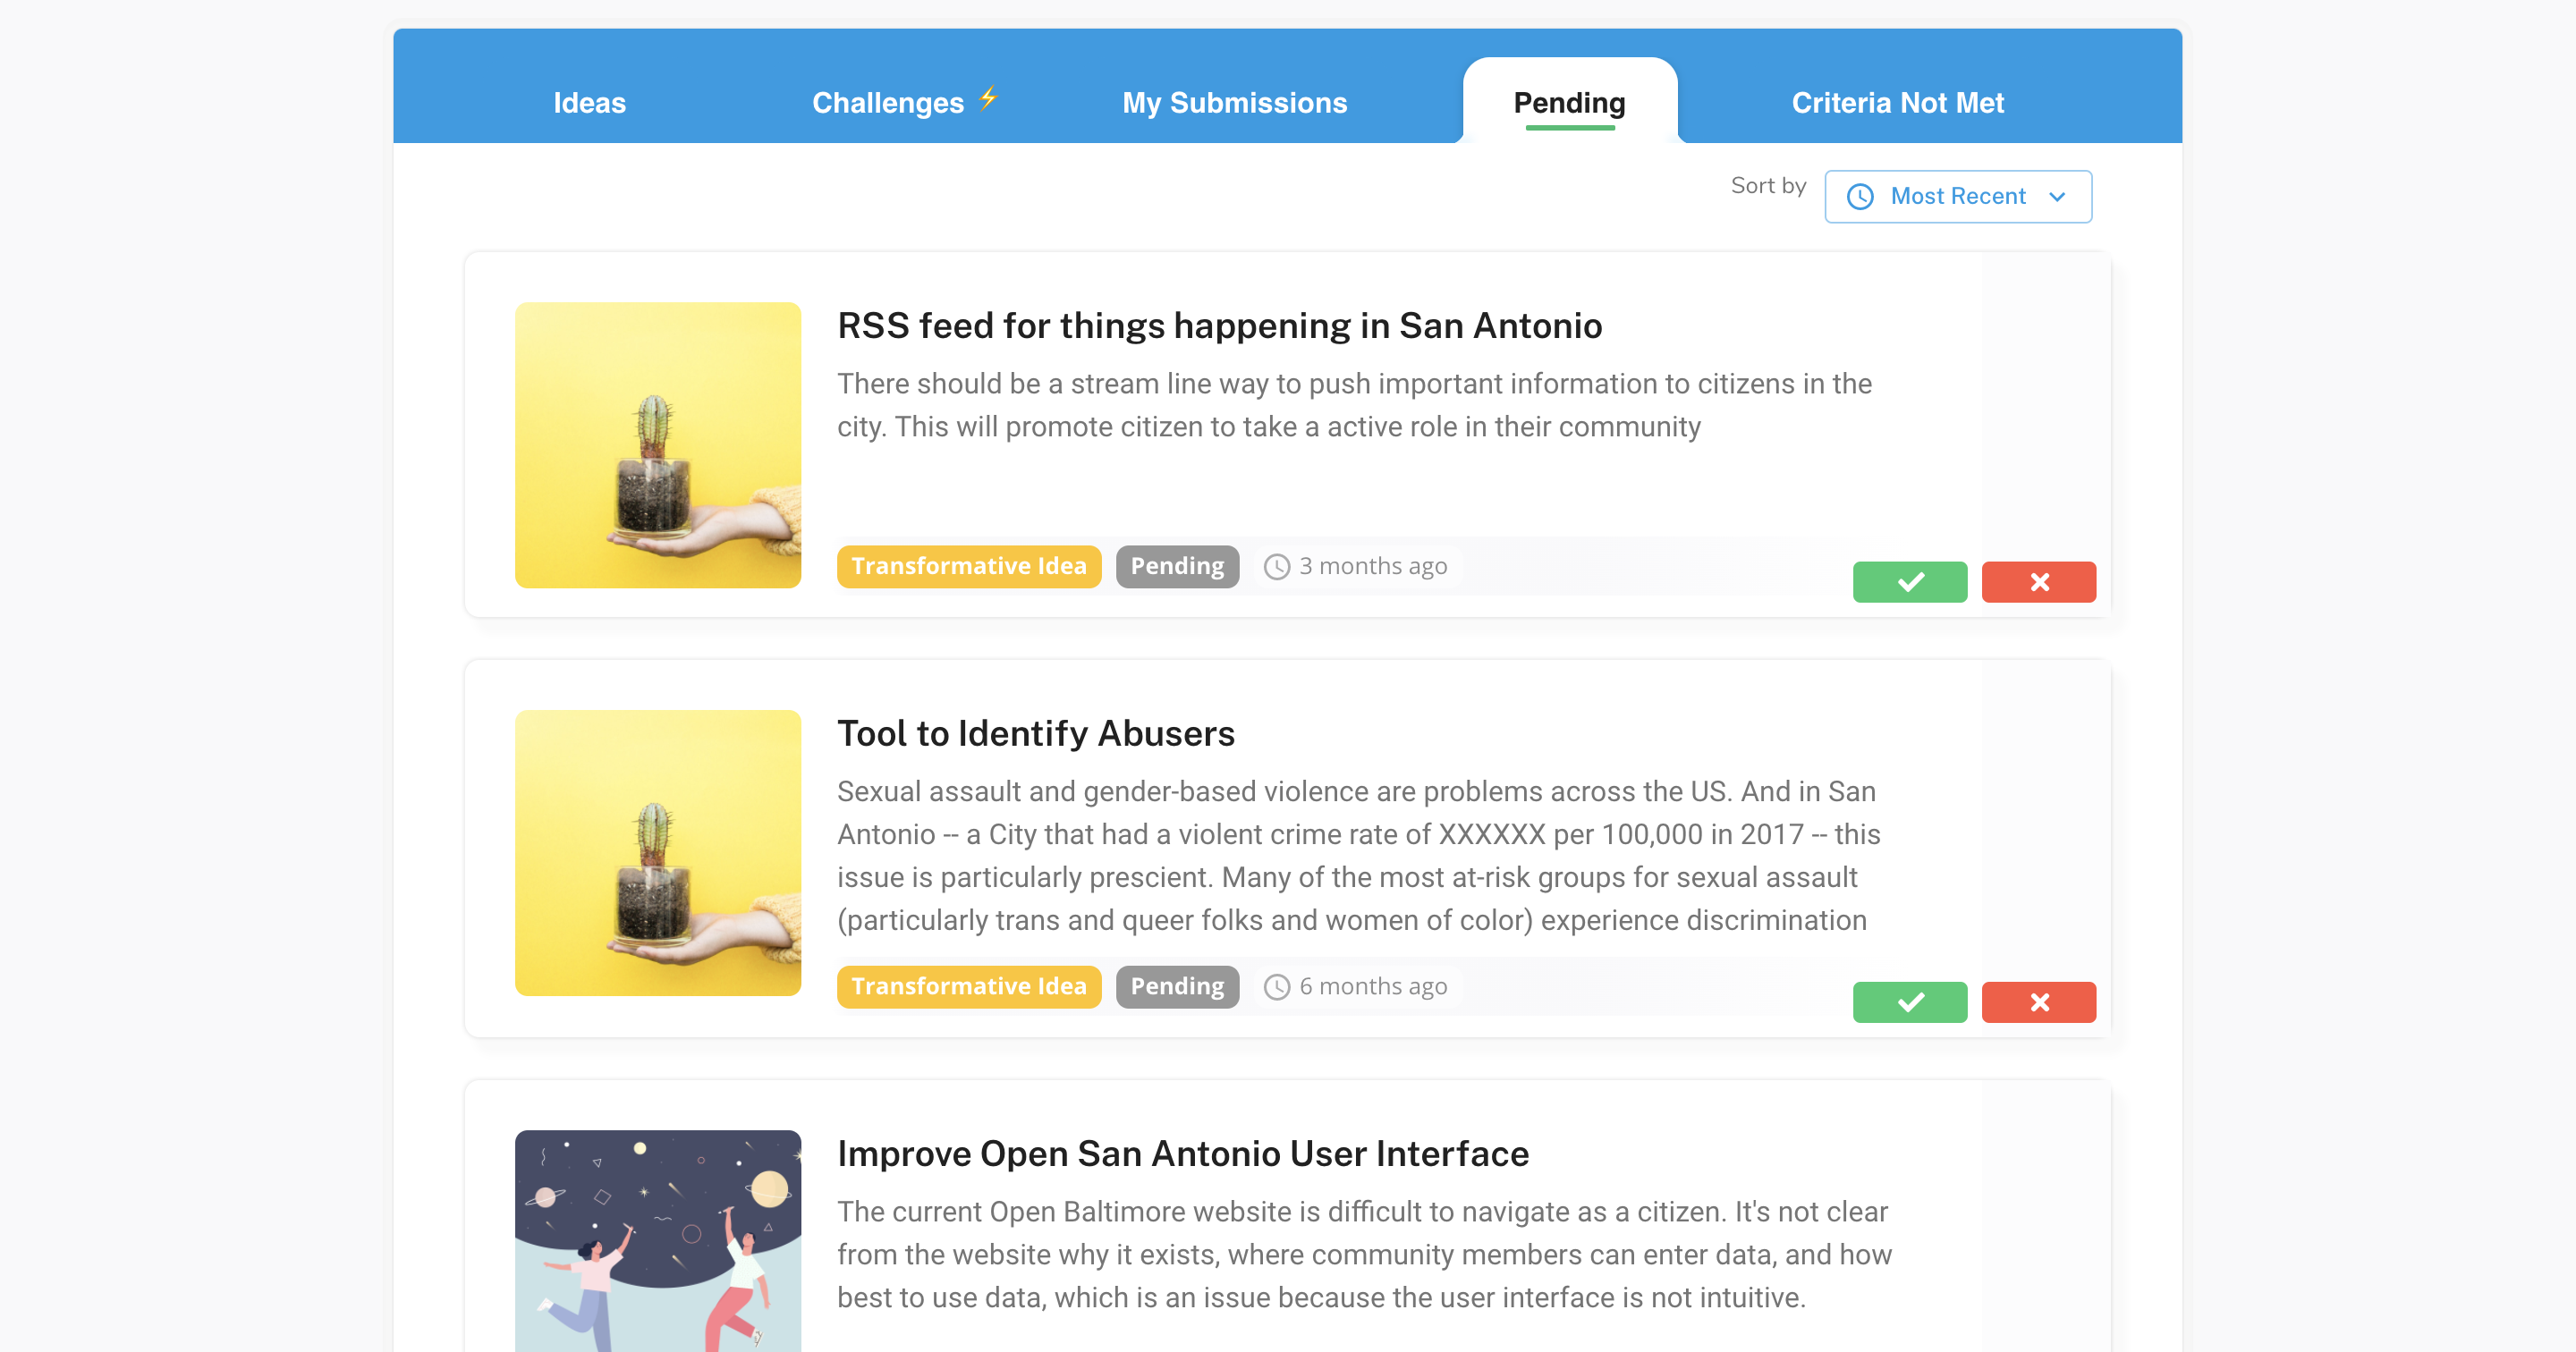 Ideas
Challenges ⚡
My Submissions
Pending
Criteria Not Met
Sort by
Most Recent
RSS feed for things happening in San Antonio
There should be a stream line way to push important information to citizens in the
city. This will promote citizen to take a active role in their community
Transformative Idea
Pending
3 months ago
Tool to Identify Abusers
Sexual assault and gender-based violence are problems across the US. And in San
Antonio -- a City that had a violent crime rate of XXXXXX per 100,000 in 2017 -- this
issue is particularly prescient. Many of the most at-risk groups for sexual assault
(particularly trans and queer folks and women of color) experience discrimination
Transformative Idea
Pending
6 months ago
Improve Open San Antonio User Interface
The current Open Baltimore website is difficult to navigate as a citizen. It's not clear
from the website why it exists, where community members can enter data, and how
best to use data, which is an issue because the user interface is not intuitive.